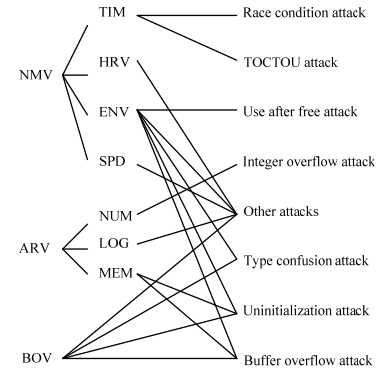 TIM
Race condition attack
HRV
TOCTOU attack
NMV
ENV
Use after free attack
SPD
Integer overflow attack
NUM
Other attacks
ARV
LOG
MEM
Type confusion attack
Uninitialization attack
BOV
Buffer overflow attack